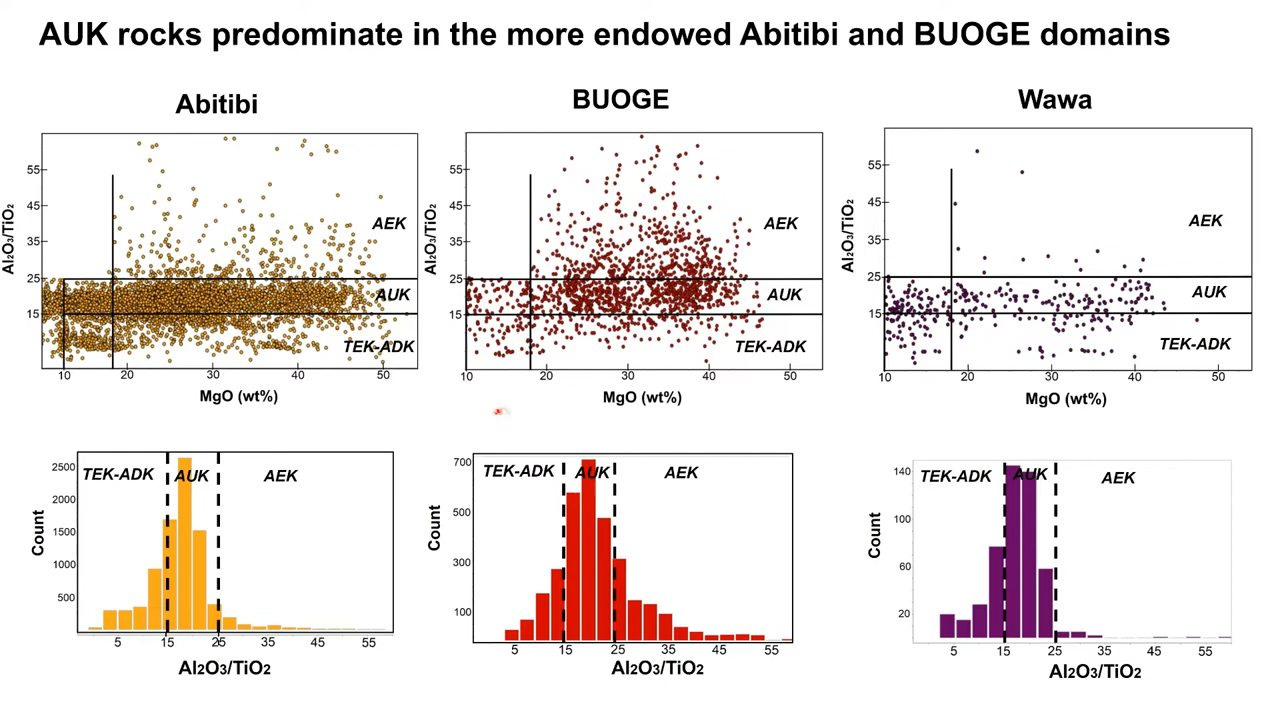 AUK rocks predominate in the more endowed Abitibi and BUOGE domains
Abitibi
Al₂O₃/TiO₂
55
45
35
25
15
AEK
AUK
TEK-ADK
10 20 30 40 50
MgO (wt%)
BUOGE
Al₂O₃/TiO₂
55
45
35
25
15
AEK
AUK
TEK-ADK
10 20 30 40 50
MgO (wt%)
Wawa
Al₂O₃/TiO₂
55
45
35
25
15
AEK
AUK
TEK-ADK
10 20 30 40 50
MgO (wt%)
TEK-ADK AUK AEK
Count
2500
2000
1500
1000
500
5 15 25 35 45 55
Al₂O₃/TiO₂
TEK-ADK AUK AEK
Count
700
500
300
100
5 15 25 35 45 55
Al₂O₃/TiO₂
TEK-ADK AUK AEK
Count
140
100
60
20
5 15 25 35 45 55
Al₂O₃/TiO₂